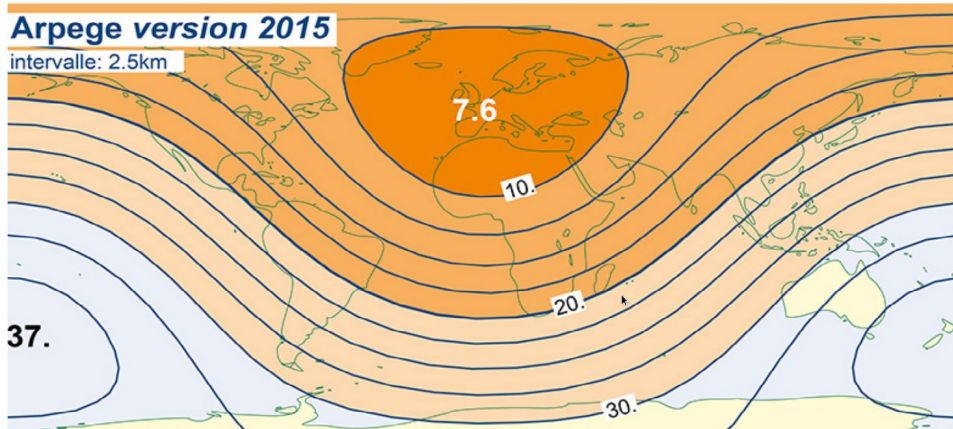 Arpege version 2015
intervalle: 2.5km
7.6
10.
20.
37.
30.